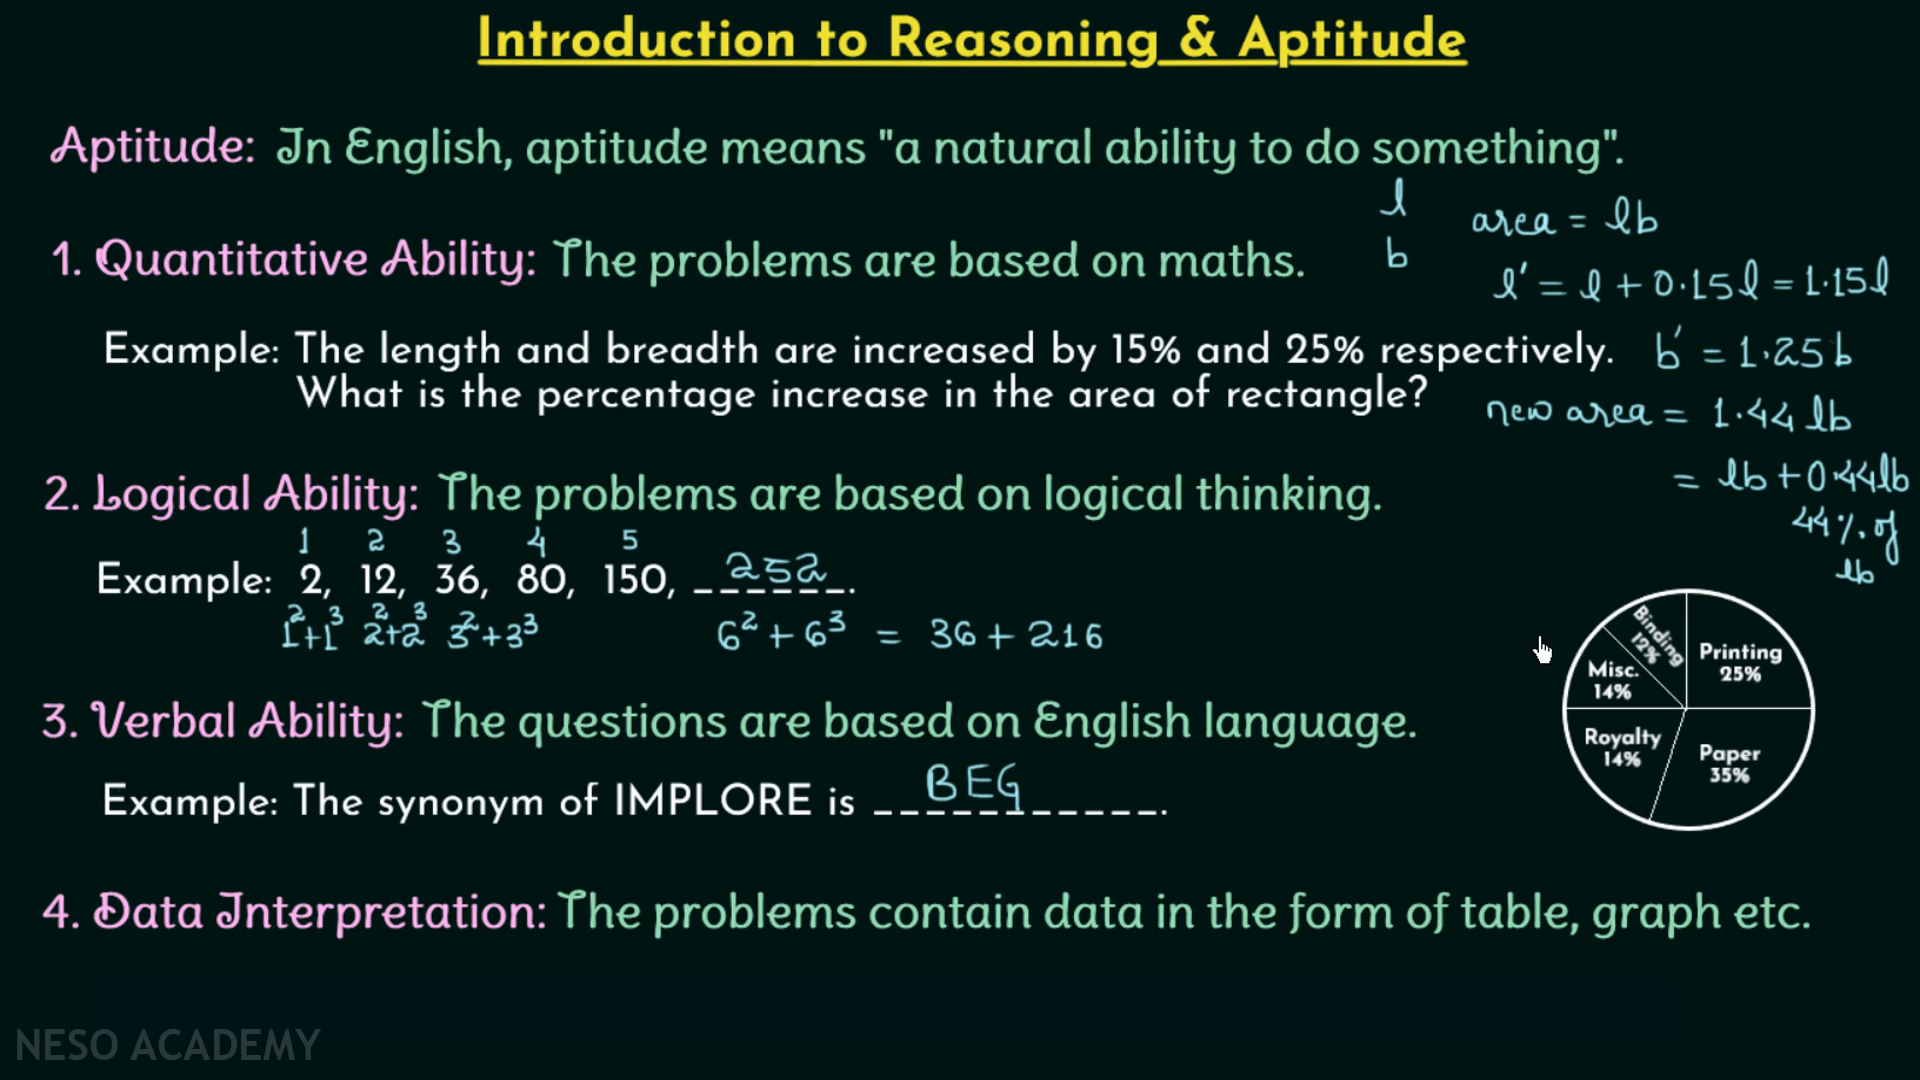 Introduction to Reasoning & Aptitude
Aptitude: In English, aptitude means "a natural ability to do something".
l
area = lb
1. Quantitative Ability: The problems are based on maths.
b
l' = l + 0.15l = 1.15l
Example: The length and breadth are increased by 15% and 25% respectively.
b' = 1.25b
What is the percentage increase in the area of rectangle?
new area = 1.44 lb
= lb + 0.44lb
2. Logical Ability: The problems are based on logical thinking.
44% of
lb
1 2 3 4 5
Example: 2, 12, 36, 80, 150, _ 252 _.
1²+1³ 2²+2³ 3²+3³ 6² + 6³ = 36 + 216
Binding
12%
Printing
25%
Misc.
14%
Royalty
14%
Paper
35%
3. Verbal Ability: The questions are based on English language.
Example: The synonym of IMPLORE is _ _ BEG _ _ _ _ _.
4. Data Interpretation: The problems contain data in the form of table, graph etc.
NESO ACADEMY